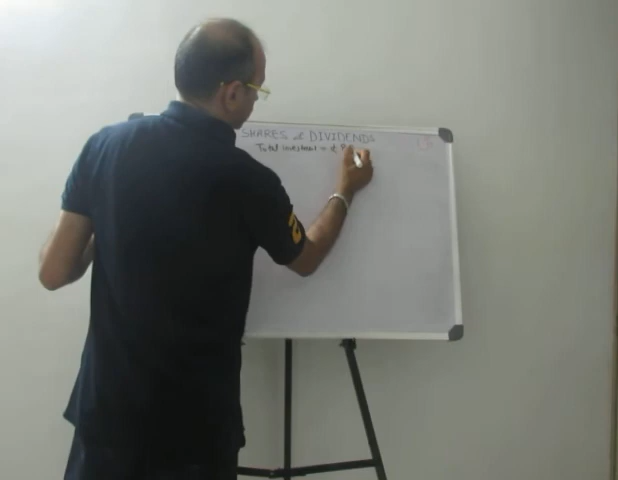 SHARES & DIVIDENDS
Total investment = ₹